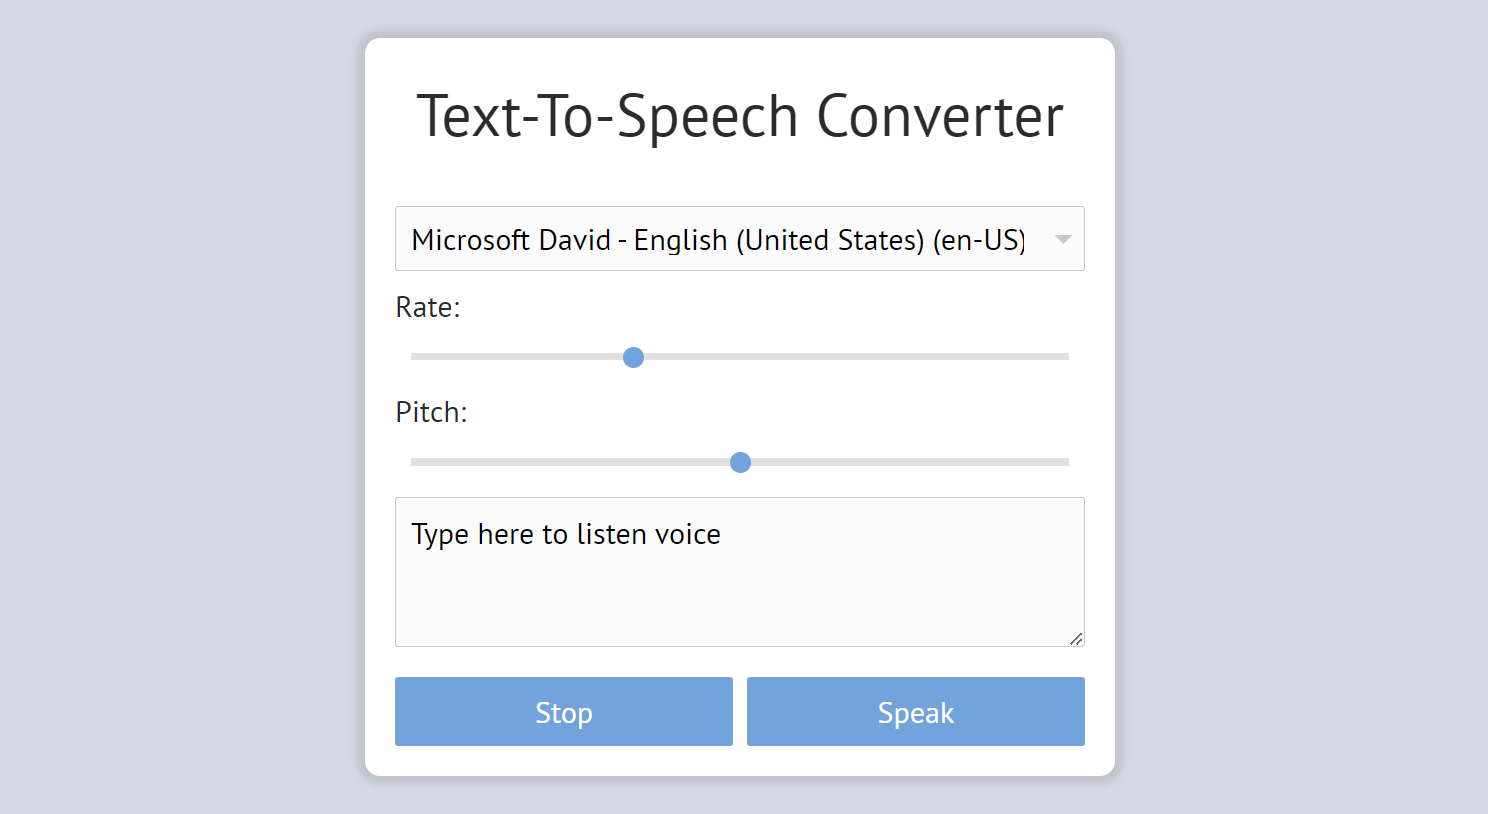 Text-To-Speech Converter
Microsoft David - English (United States) (en-US)
Rate:
Pitch:
Type here to listen voice
Stop
Speak